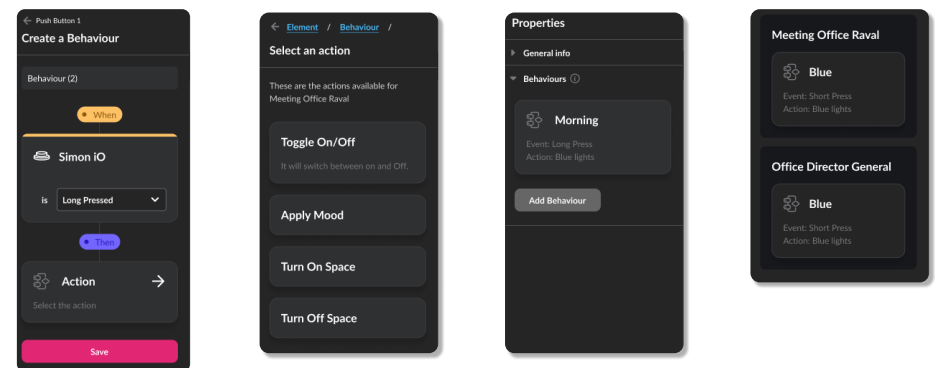 ← Push Button 1
Create a Behaviour
Behaviour (2)
When
Simon iO
is Long Pressed
Then
Action
Select the action
Save
← Element / Behaviour /
Select an action
These are the actions available for
Meeting Office Raval
Toggle On/Off
It will switch between on and Off.
Apply Mood
Turn On Space
Turn Off Space
Properties
General info
Behaviours
Morning
Event: Long Press
Action: Blue lights
Add Behaviour
Meeting Office Raval
Blue
Event: Short Press
Action: Blue lights
Office Director General
Blue
Event: Short Press
Action: Blue lights